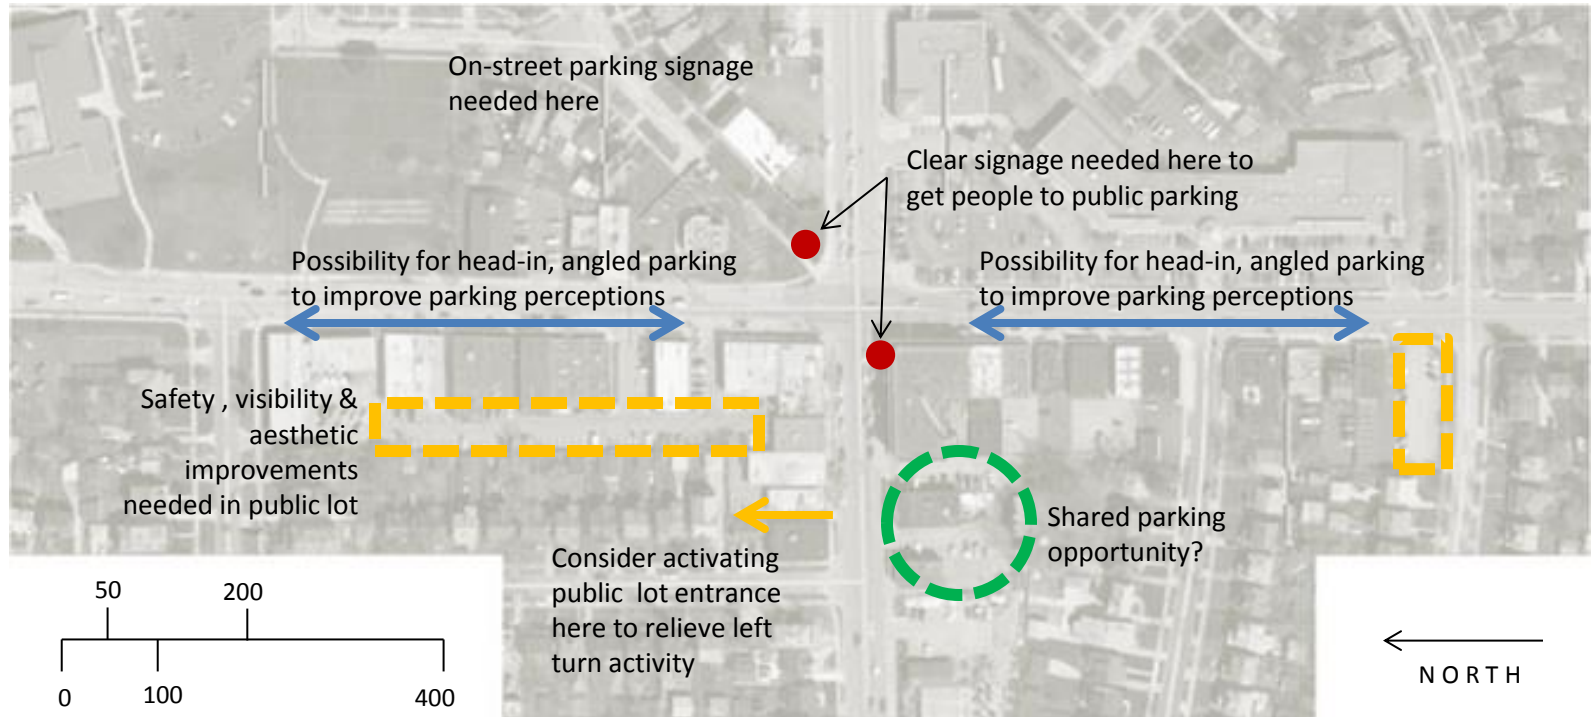 On-street parking signage
needed here
Clear signage needed here to
get people to public parking
Possibility for head-in, angled parking
to improve parking perceptions
Possibility for head-in, angled parking
to improve parking perceptions
Safety , visibility &
aesthetic
improvements
needed in public lot
Shared parking
opportunity?
Consider activating
public lot entrance
here to relieve left
turn activity
50
200
0
100
400
NORTH